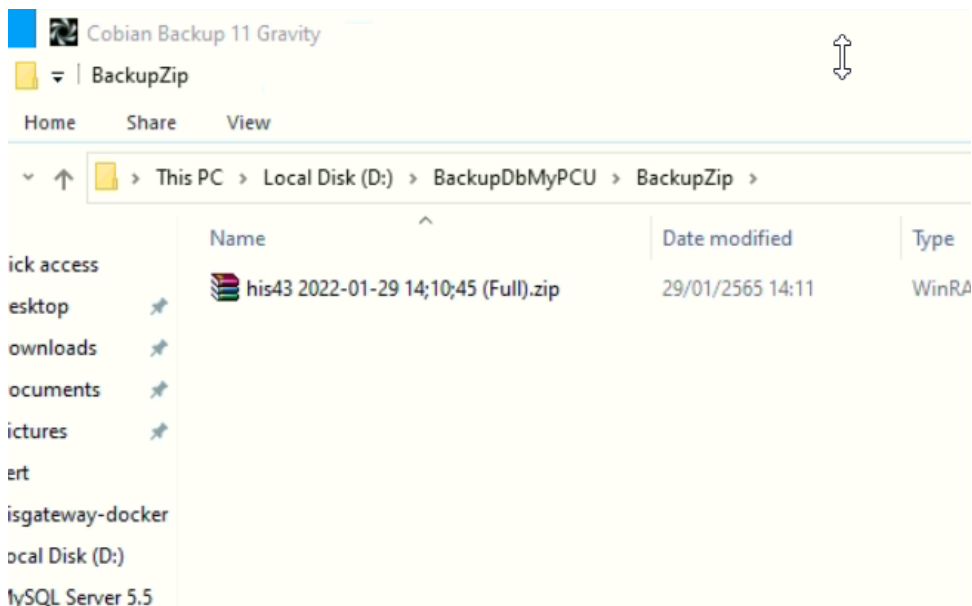 Cobian Backup 11 Gravity
BackupZip
Home Share View
This PC > Local Disk (D:) > BackupDbMyPCU > BackupZip >
Name Date modified Type
ick access
his43 2022-01-29 14;10;45 (Full).zip 29/01/2565 14:11 WinRA
esktop
ownloads
ocuments
ictures
ert
isgateway-docker
ocal Disk (D:)
MySQL Server 5.5